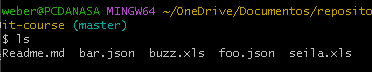 weber@PCDANASA MINGW64 ~/OneDrive/Documentos/reposito
it-course (master)
$ ls
Readme.md bar.json buzz.xls foo.json seila.xls